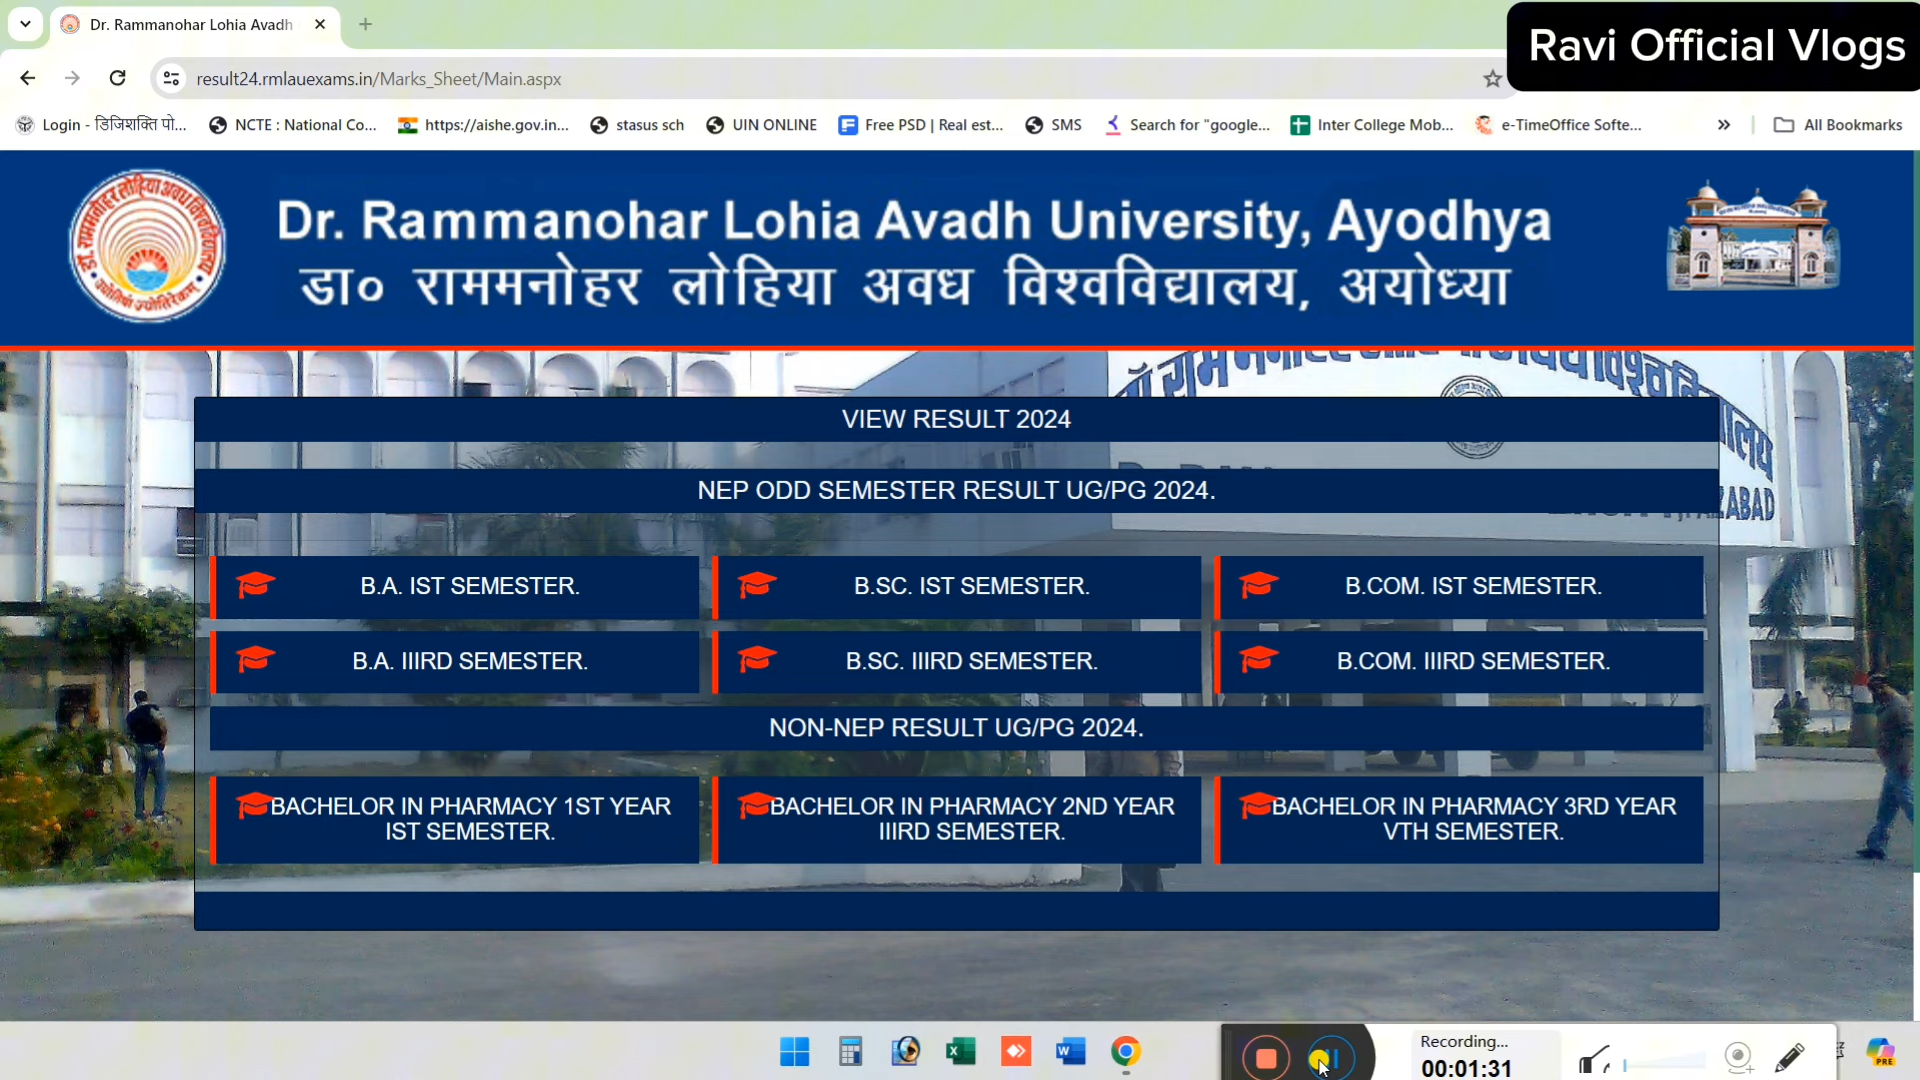 Dr. Rammanohar Lohia Avadh
Ravi Official Vlogs
result24.rmlauexams.in/Marks_Sheet/Main.aspx
Login - डिजिशक्ति पो...
NCTE : National Co...
https://aishe.gov.in...
stasus sch
UIN ONLINE
Free PSD | Real est...
SMS
Search for "google...
Inter College Mob...
e-TimeOffice Softe...
All Bookmarks
Dr. Rammanohar Lohia Avadh University, Ayodhya
डा० राममनोहर लोहिया अवध विश्वविद्यालय, अयोध्या
VIEW RESULT 2024
NEP ODD SEMESTER RESULT UG/PG 2024.
B.A. IST SEMESTER.
B.SC. IST SEMESTER.
B.COM. IST SEMESTER.
B.A. IIIRD SEMESTER.
B.SC. IIIRD SEMESTER.
B.COM. IIIRD SEMESTER.
NON-NEP RESULT UG/PG 2024.
BACHELOR IN PHARMACY 1ST YEAR
IST SEMESTER.
BACHELOR IN PHARMACY 2ND YEAR
IIIRD SEMESTER.
BACHELOR IN PHARMACY 3RD YEAR
VTH SEMESTER.
Recording...
00:01:31
PRE